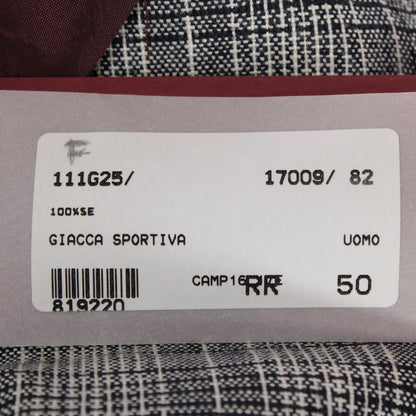 F
111G25/ 17009/ 82
100%SE
GIACCA SPORTIVA UOMO
CAMP16 RR 50
819220